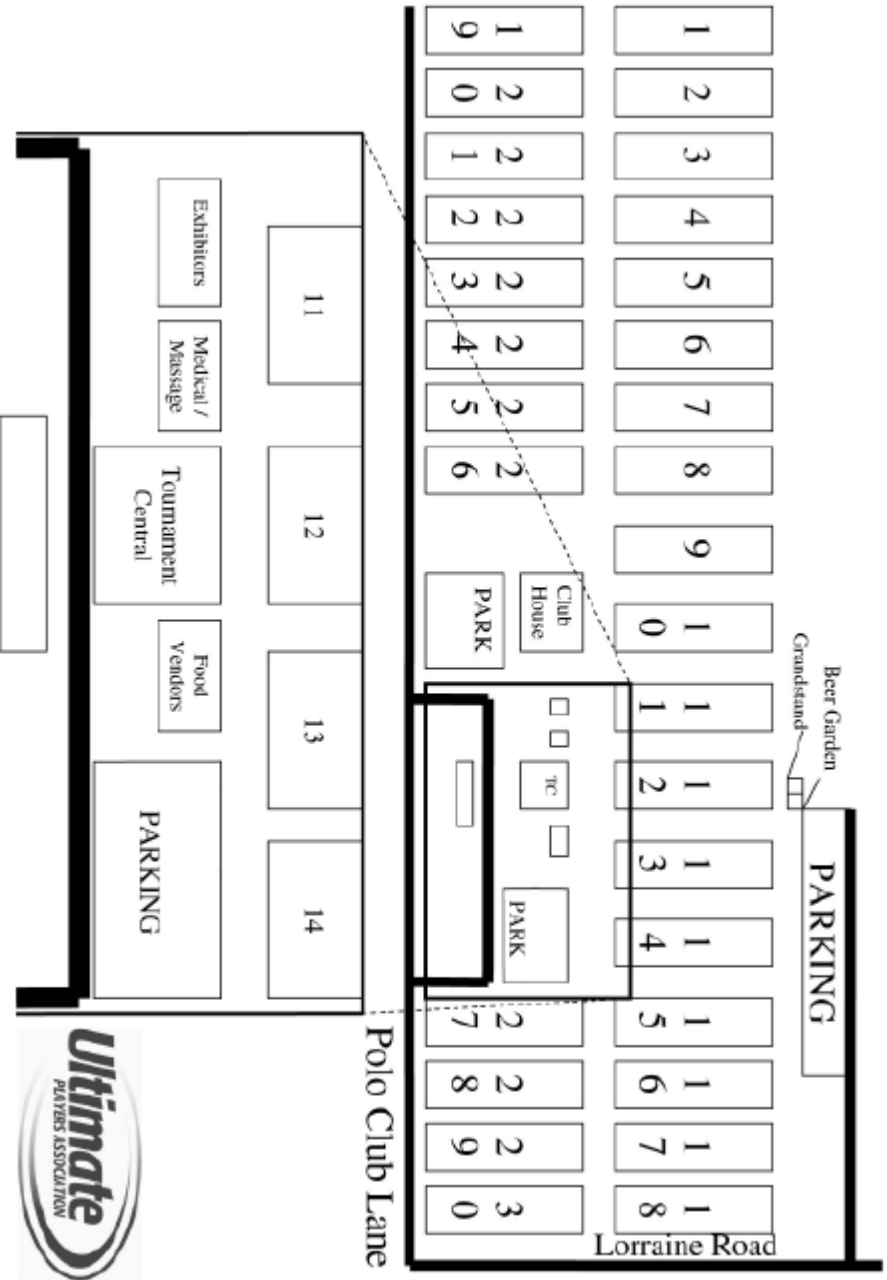 1
2
3
4
5
6
7
8
9
10
11
12
13
14
15
16
17
18
19
20
21
22
23
24
25
26
27
28
29
30
Beer Garden
Grandstand
PARKING
Lorraine Road
Club
House
PARK
TC
PARK
Polo Club Lane
11
12
13
14
Exhibitors
Medical /
Massage
Tournament
Central
Food
Vendors
PARKING
Ultimate
PLAYERS ASSOCIATION